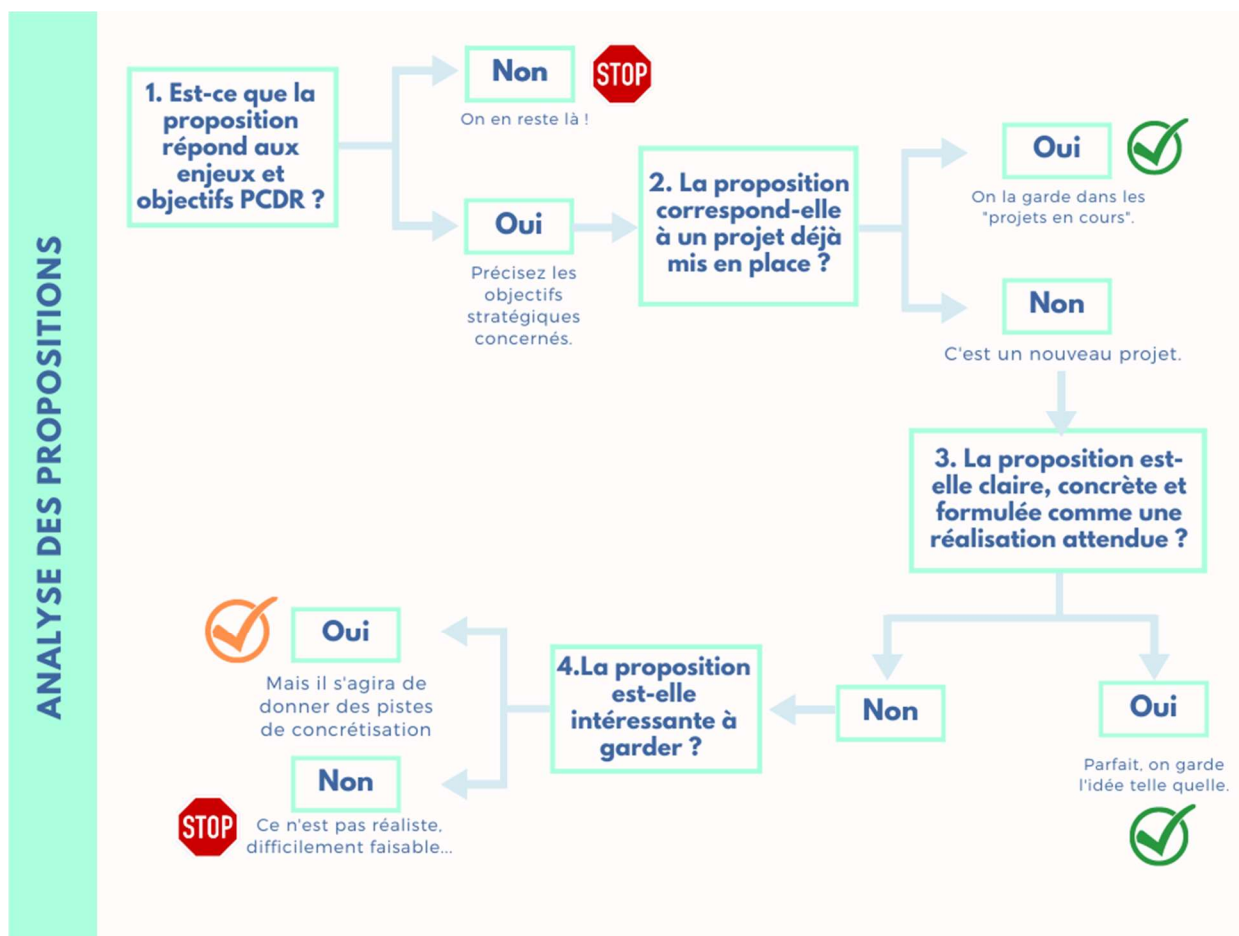 ANALYSE DES PROPOSITIONS
1. Est-ce que la
proposition
répond aux
enjeux et
objectifs PCDR ?
Non
STOP
On en reste là !
Oui
Précisez les
objectifs
stratégiques
concernés.
2. La proposition
correspond-elle
à un projet déjà
mis en place ?
Oui
On la garde dans les
"projets en cours".
Non
C'est un nouveau projet.
3. La proposition est-
elle claire, concrète et
formulée comme une
réalisation attendue ?
Oui
Parfait, on garde
l'idée telle quelle.
Non
4.La proposition
est-elle
intéressante à
garder ?
Oui
Mais il s'agira de
donner des pistes
de concrétisation
Non
STOP
Ce n'est pas réaliste,
difficilement faisable...